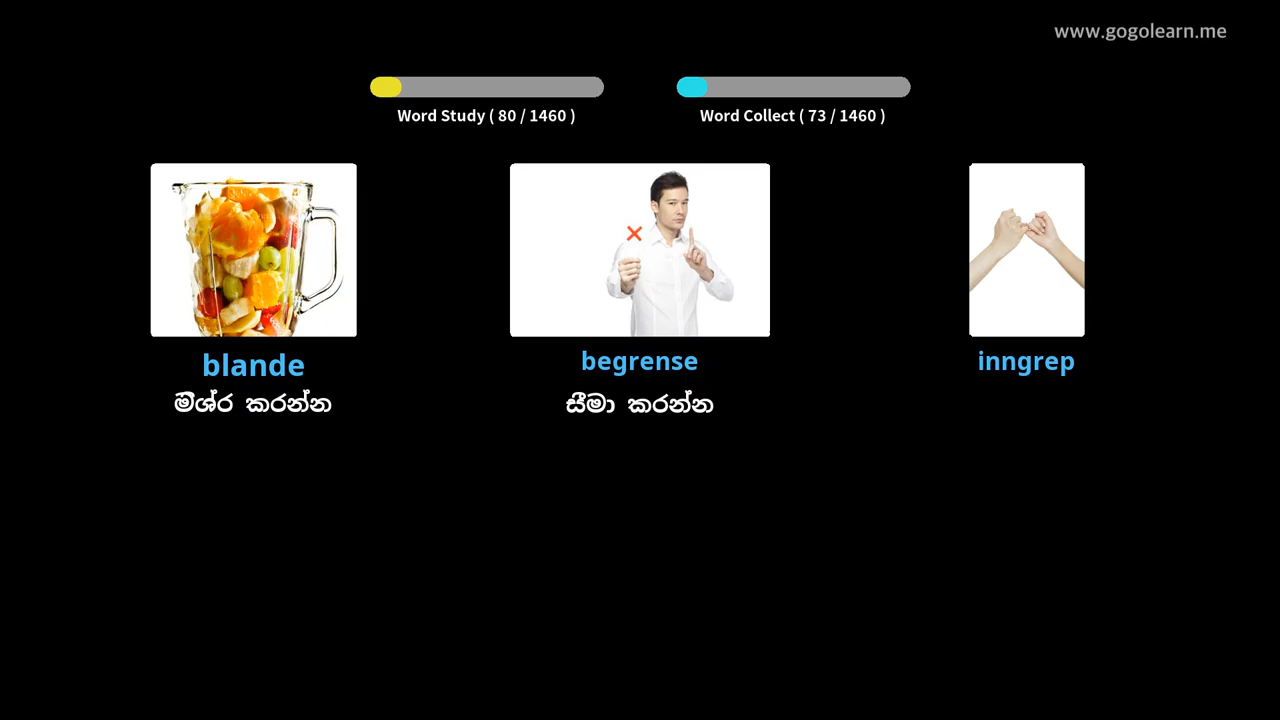 www.gogolearn.me
Word Study ( 80 / 1460 )
Word Collect ( 73 / 1460 )
blande
මිශ්ර කරන්න
begrense
සීමා කරන්න
inngrep